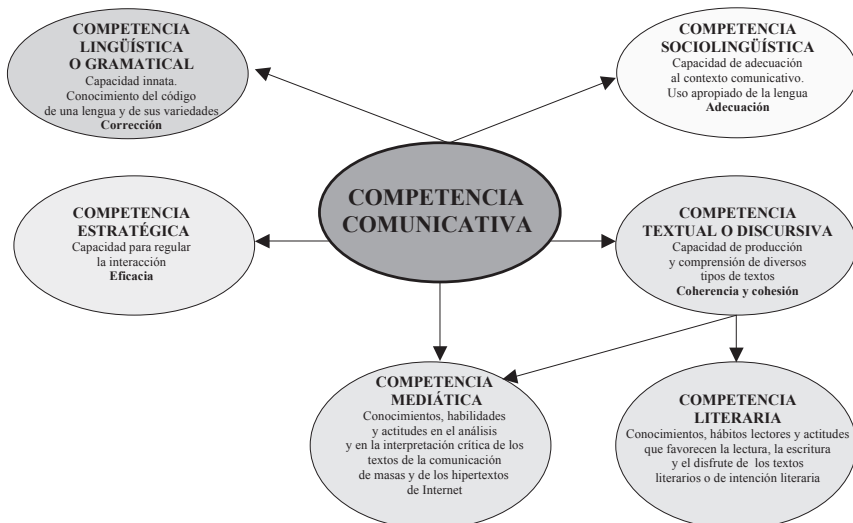 COMPETENCIA
LINGÜÍSTICA
O GRAMATICAL
Capacidad innata.
Conocimiento del código
de una lengua y de sus variedades
Corrección
COMPETENCIA
SOCIOLINGÜÍSTICA
Capacidad de adecuación
al contexto comunicativo.
Uso apropiado de la lengua
Adecuación
COMPETENCIA
COMUNICATIVA
COMPETENCIA
ESTRATÉGICA
Capacidad para regular
la interacción
Eficacia
COMPETENCIA
TEXTUAL O DISCURSIVA
Capacidad de producción
y comprensión de diversos
tipos de textos
Coherencia y cohesión
COMPETENCIA
MEDIÁTICA
Conocimientos, habilidades
y actitudes en el análisis
y en la interpretación crítica de los
textos de la comunicación
de masas y de los hipertextos
de Internet
COMPETENCIA
LITERARIA
Conocimientos, hábitos lectores y actitudes
que favorecen la lectura, la escritura
y el disfrute de los textos
literarios o de intención literaria